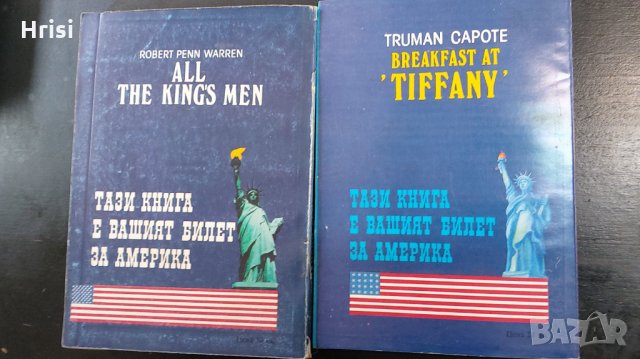 Hrisi
ROBERT PENN WARREN
ALL
THE KING'S MEN
ТАЗИ КНИГА
Е ВАШИЯТ БИЛЕТ
ЗА АМЕРИКА
TRUMAN CAPOTE
BREAKFAST AT
'TIFFANY'
ТАЗИ КНИГА
Е ВАШИЯТ БИЛЕТ
ЗА АМЕРИКА
BAZAR